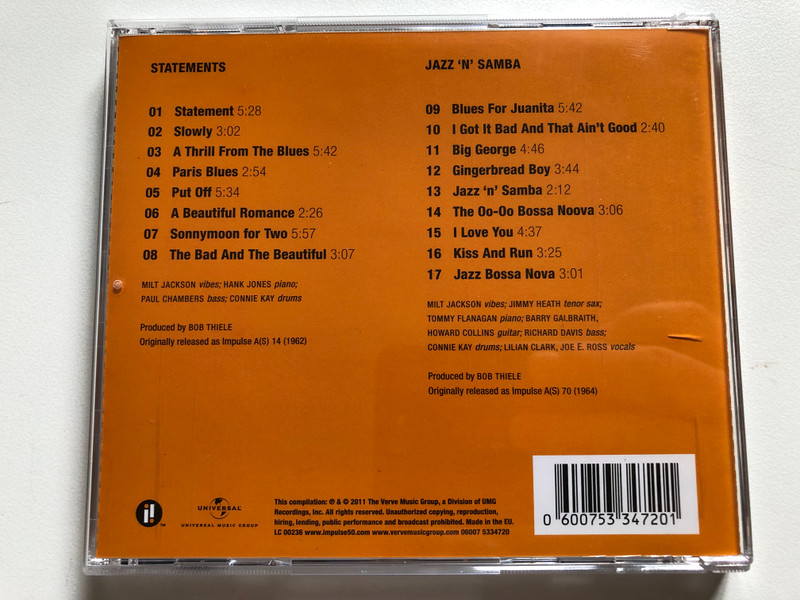 STATEMENTS
01 Statement 5:28
02 Slowly 3:02
03 A Thrill From The Blues 5:42
04 Paris Blues 2:54
05 Put Off 5:34
06 A Beautiful Romance 2:26
07 Sonnymoon for Two 5:57
08 The Bad And The Beautiful 3:07
MILT JACKSON vibes; HANK JONES piano;
PAUL CHAMBERS bass; CONNIE KAY drums
Produced by BOB THIELE
Originally released as Impulse A(S) 14 (1962)
JAZZ ‘N’ SAMBA
09 Blues For Juanita 5:42
10 I Got It Bad And That Ain’t Good 2:40
11 Big George 4:46
12 Gingerbread Boy 3:44
13 Jazz ‘n’ Samba 2:12
14 The Oo-Oo Bossa Noova 3:06
15 I Love You 4:37
16 Kiss And Run 3:25
17 Jazz Bossa Nova 3:01
MILT JACKSON vibes; JIMMY HEATH tenor sax;
TOMMY FLANAGAN piano; BARRY GALBRAITH,
HOWARD COLLINS guitar; RICHARD DAVIS bass;
CONNIE KAY drums; LILIAN CLARK, JOE E. ROSS vocals
Produced by BOB THIELE
Originally released as Impulse A(S) 70 (1964)
i! TM
UNIVERSAL
UNIVERSAL MUSIC GROUP
This compilation: ℗ & © 2011 The Verve Music Group, a Division of UMG
Recordings, Inc. All rights reserved. Unauthorized copying, reproduction,
hiring, lending, public performance and broadcast prohibited. Made in the EU.
LC 00236 www.impulse50.com www.vervemusicgroup.com 06007 5334720
0 600753 347201